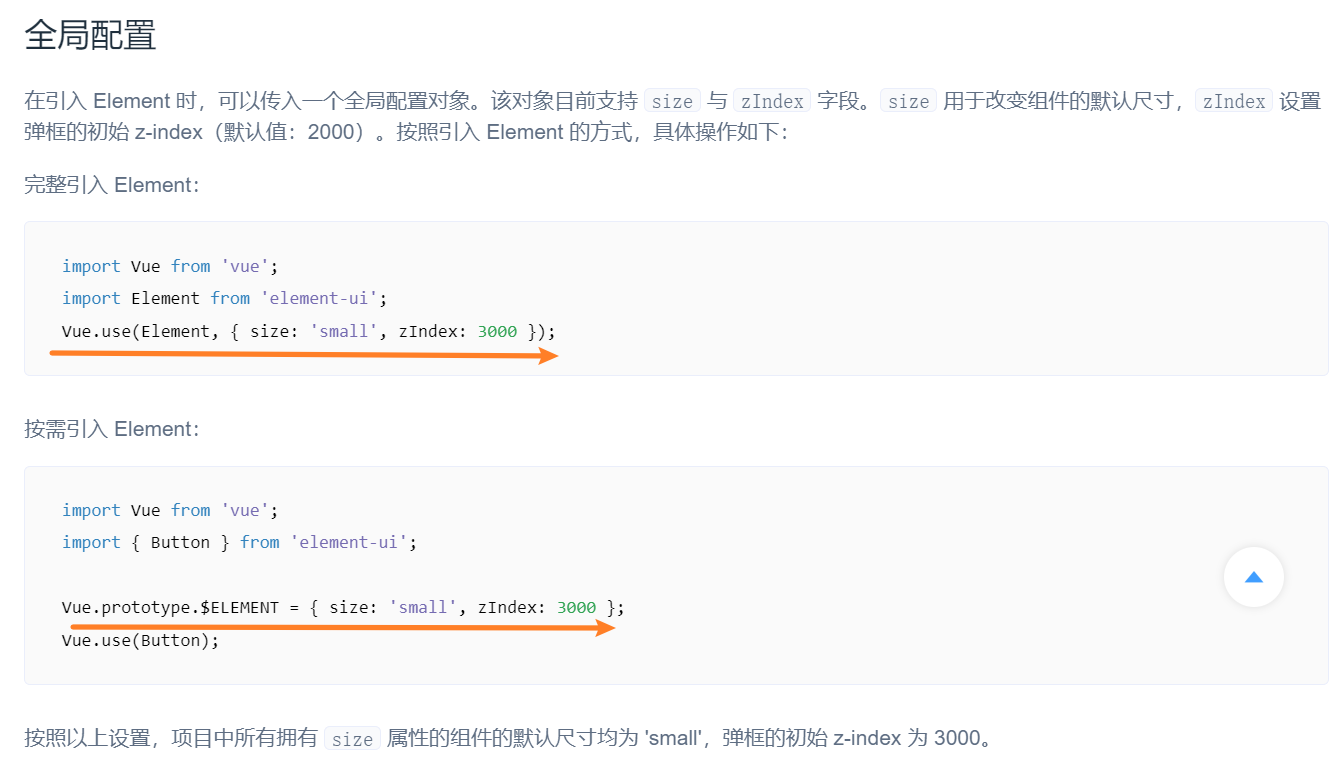 全局配置
在引入 Element 时，可以传入一个全局配置对象。该对象目前支持 size 与 zIndex 字段。size 用于改变组件的默认尺寸，zIndex 设置
弹框的初始 z-index（默认值：2000）。按照引入 Element 的方式，具体操作如下：
完整引入 Element：
import Vue from 'vue';
import Element from 'element-ui';
Vue.use(Element, { size: 'small', zIndex: 3000 });
按需引入 Element：
import Vue from 'vue';
import { Button } from 'element-ui';
Vue.prototype.$ELEMENT = { size: 'small', zIndex: 3000 };
Vue.use(Button);
按照以上设置，项目中所有拥有 size 属性的组件的默认尺寸均为 'small'，弹框的初始 z-index 为 3000。